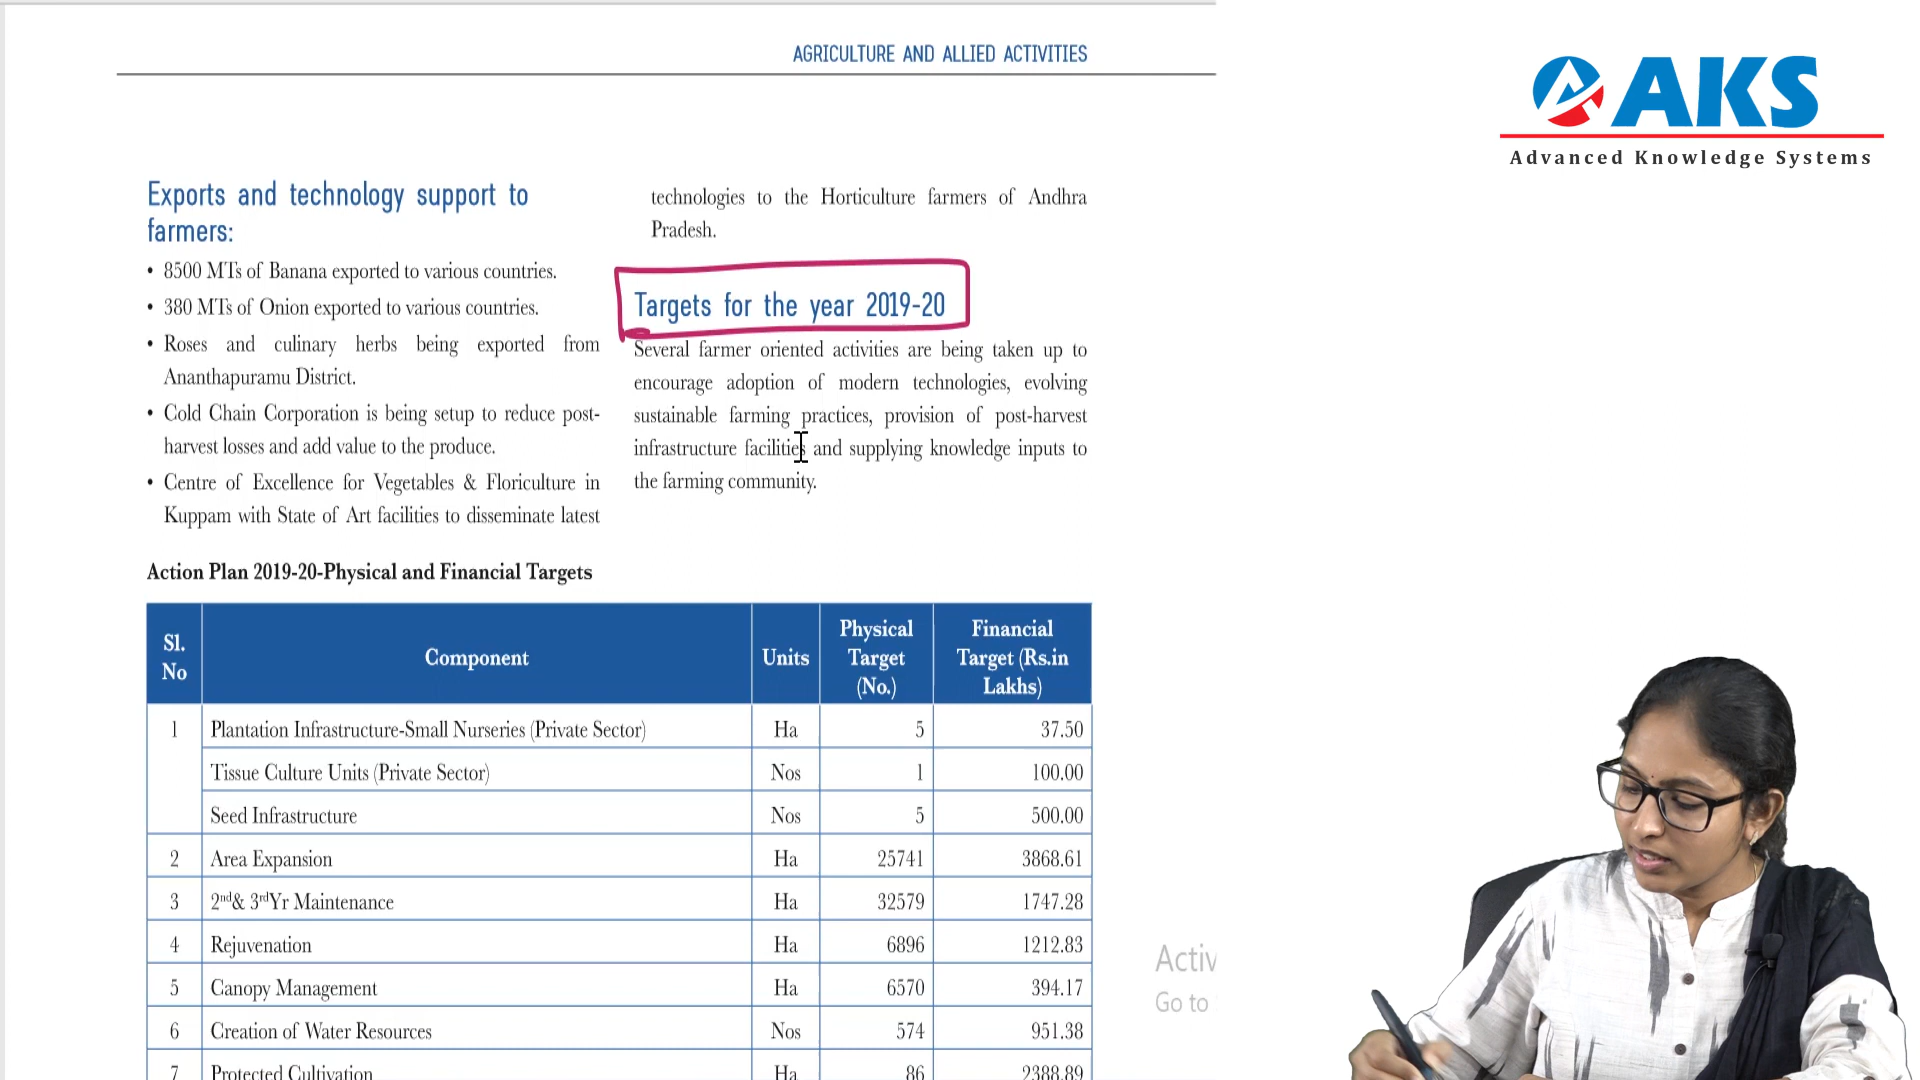 AGRICULTURE AND ALLIED ACTIVITIES
AKS
Advanced Knowledge Systems
Exports and technology support to
farmers:
• 8500 MTs of Banana exported to various countries.
• 380 MTs of Onion exported to various countries.
• Roses and culinary herbs being exported from
Ananthapuramu District.
• Cold Chain Corporation is being setup to reduce post-
harvest losses and add value to the produce.
• Centre of Excellence for Vegetables & Floriculture in
Kuppam with State of Art facilities to disseminate latest
technologies to the Horticulture farmers of Andhra
Pradesh.
Targets for the year 2019-20
Several farmer oriented activities are being taken up to
encourage adoption of modern technologies, evolving
sustainable farming practices, provision of post-harvest
infrastructure facilities and supplying knowledge inputs to
the farming community.
Action Plan 2019-20-Physical and Financial Targets
Sl. No Component Units Physical Target (No.) Financial Target (Rs.in Lakhs)
1 Plantation Infrastructure-Small Nurseries (Private Sector) Ha 5 37.50
Tissue Culture Units (Private Sector) Nos 1 100.00
Seed Infrastructure Nos 5 500.00
2 Area Expansion Ha 25741 3868.61
3 2nd& 3rdYr Maintenance Ha 32579 1747.28
4 Rejuvenation Ha 6896 1212.83
5 Canopy Management Ha 6570 394.17
6 Creation of Water Resources Nos 574 951.38
7 Protected Cultivation Ha 86 2388.89
Activ
Go to